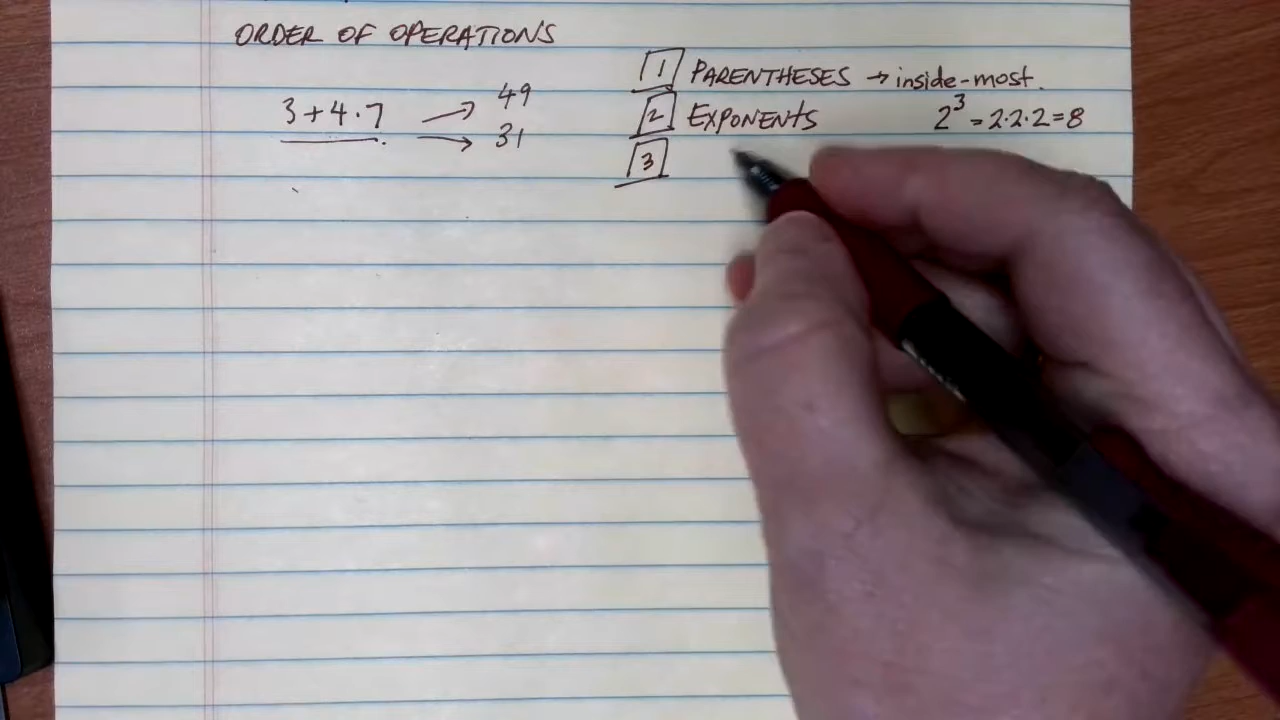 ORDER OF OPERATIONS
3 + 4 · 7 → 49
→ 31
1 PARENTHESES → inside-most.
2 EXPONENTS 2³ = 2·2·2 = 8
3